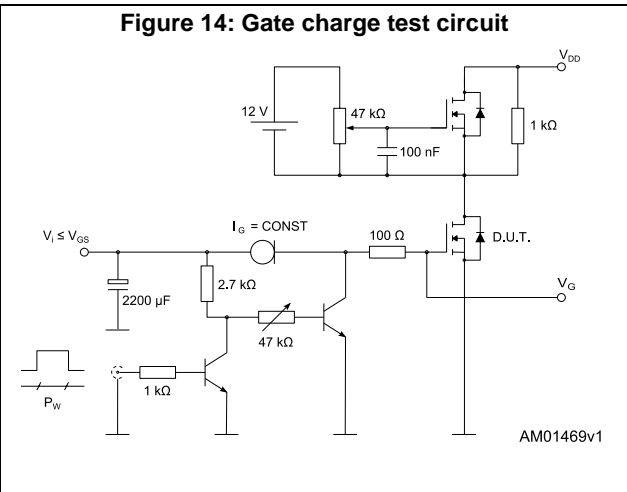 Figure 14: Gate charge test circuit
VDD
12 V
47 kΩ
100 nF
1 kΩ
Vi ≤ VGS
IG = CONST
100 Ω
D.U.T.
2200 µF
2.7 kΩ
VG
47 kΩ
1 kΩ
PW
AM01469v1